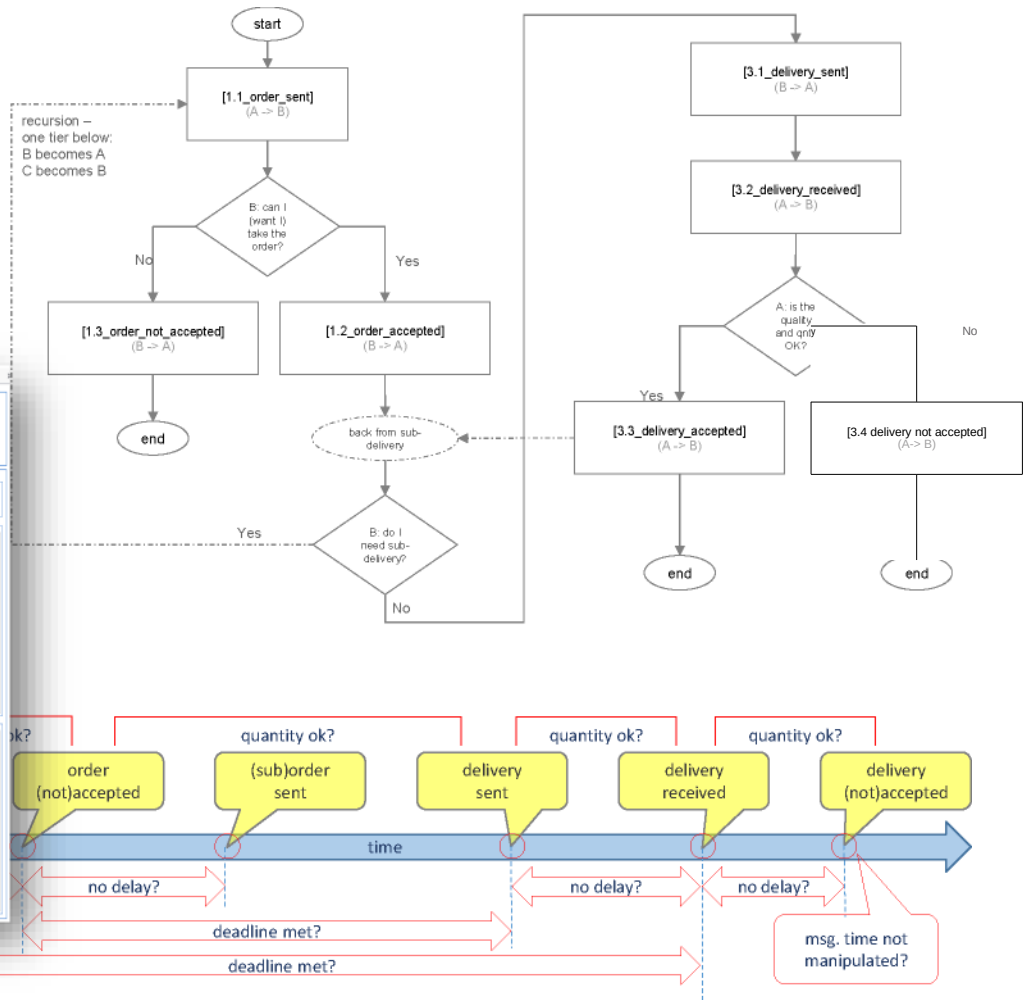 start
[1.1_order_sent]
(A -> B)
recursion –
one tier below:
B becomes A
C becomes B
B: can I
(want I)
take the
order?
No
Yes
[1.3_order_not_accepted]
(B -> A)
[1.2_order_accepted]
(B -> A)
end
back from sub-
delivery
Yes
B: do I
need sub-
delivery?
No
[3.1_delivery_sent]
(B -> A)
[3.2_delivery_received]
(A -> B)
A: is the
quality
and qnty
OK?
No
Yes
[3.3_delivery_accepted]
(A -> B)
[3.4 delivery not accepted]
(A-> B)
end
end
ok?
quantity ok?
quantity ok?
quantity ok?
order
(not)accepted
(sub)order
sent
delivery
sent
delivery
received
delivery
(not)accepted
time
no delay?
no delay?
no delay?
deadline met?
deadline met?
msg. time not
manipulated?